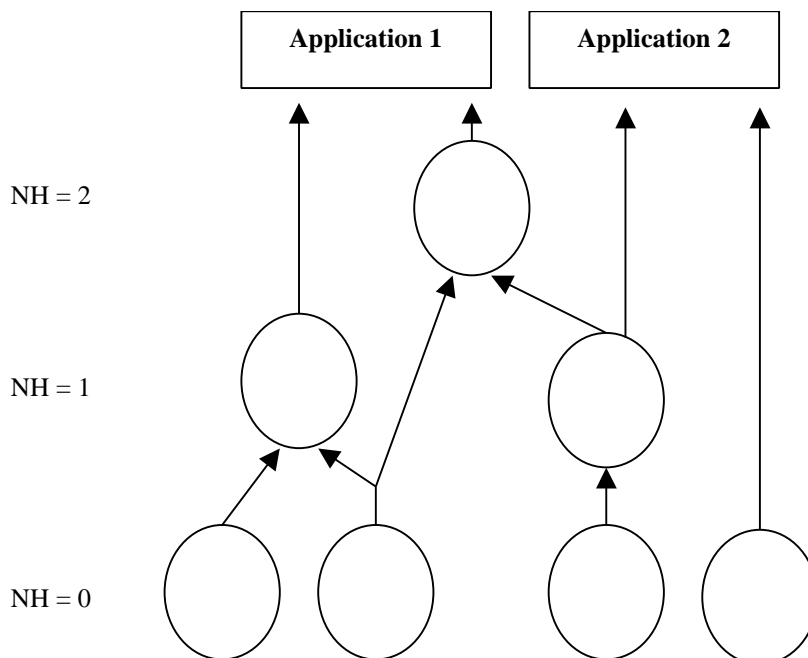 Application 1
Application 2
NH = 2
NH = 1
NH = 0